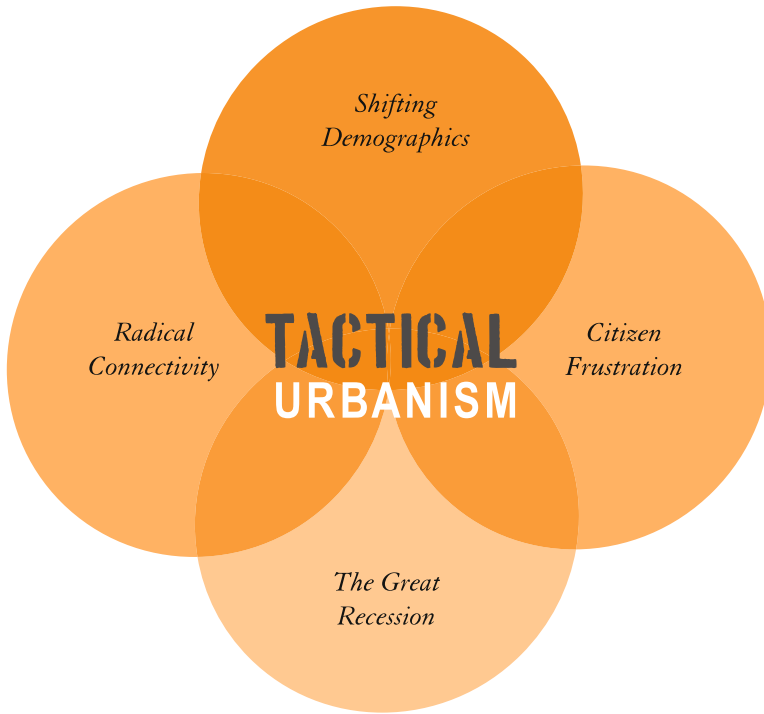 Shifting
Demographics
Radical
Connectivity
TACTICAL
URBANISM
Citizen
Frustration
The Great
Recession